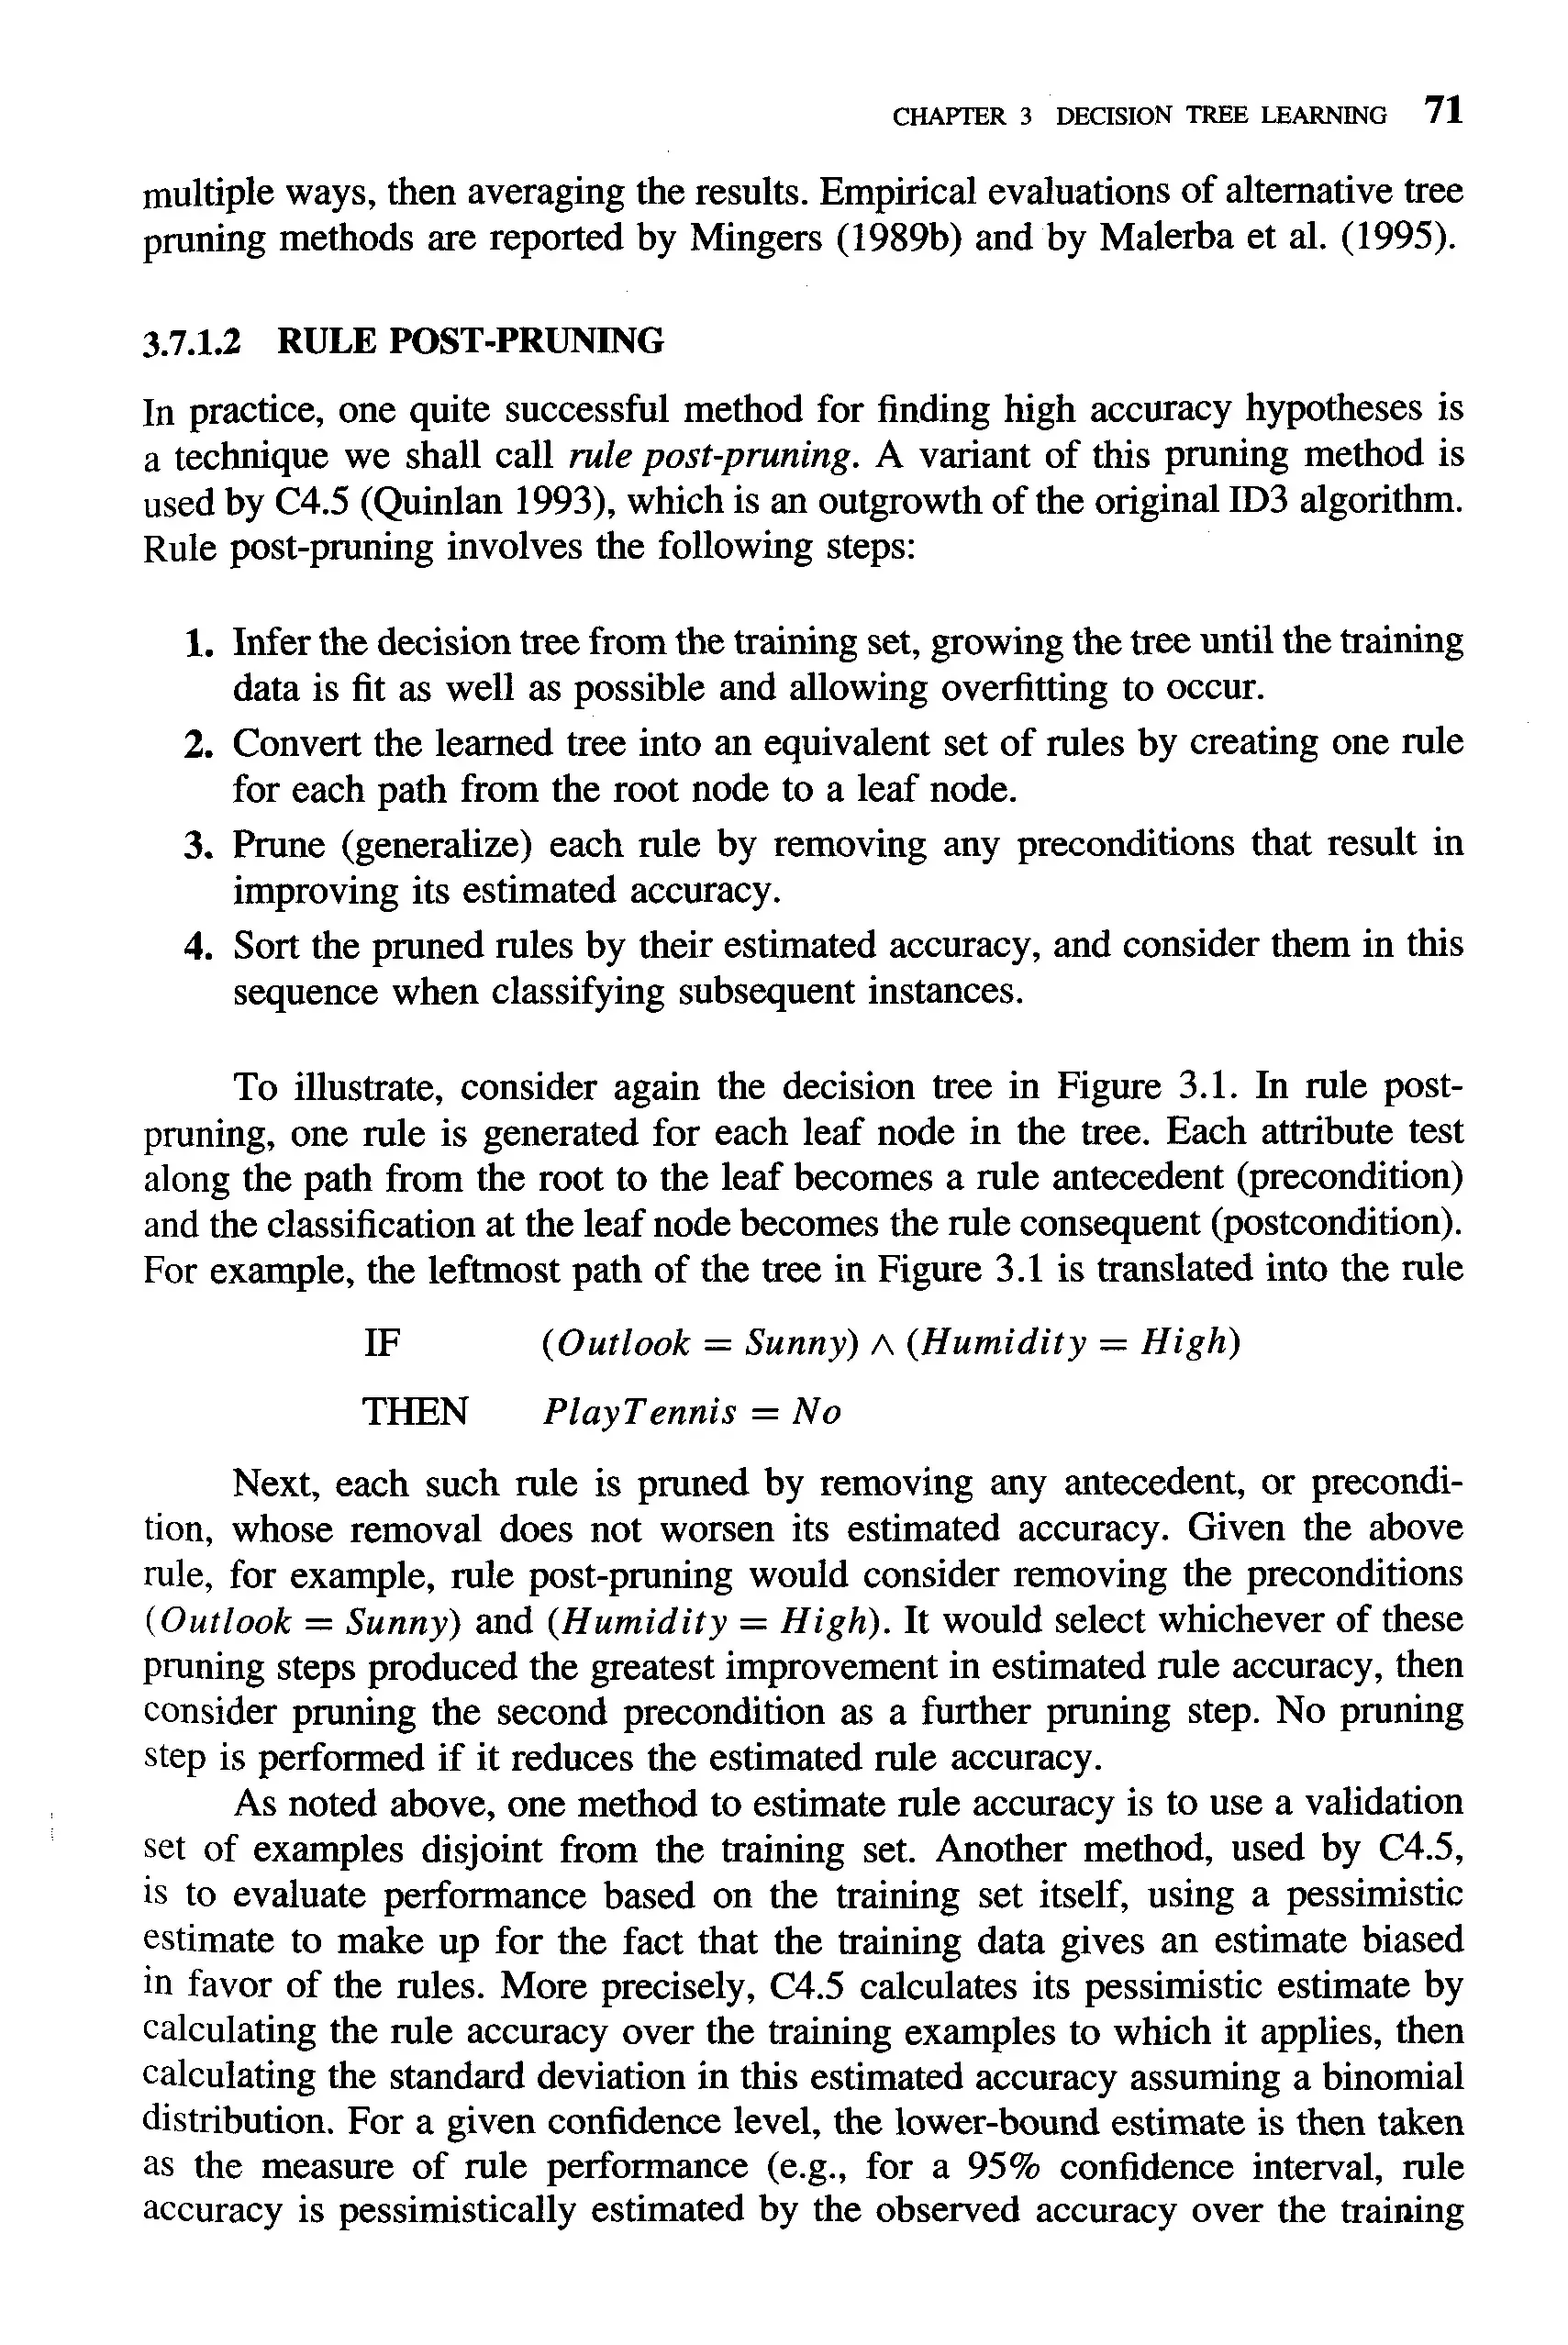 CHAPTER 3 DECISION TREE LEARNING 71
multiple ways, then averaging the results. Empirical evaluations of alternative tree
pruning methods are reported by Mingers (1989b) and by Malerba et al. (1995).
3.7.1.2 RULE POST-PRUNING
In practice, one quite successful method for finding high accuracy hypotheses is
a technique we shall call rule post-pruning. A variant of this pruning method is
used by C4.5 (Quinlan 1993), which is an outgrowth of the original ID3 algorithm.
Rule post-pruning involves the following steps:
1. Infer the decision tree from the training set, growing the tree until the training
data is fit as well as possible and allowing overfitting to occur.
2. Convert the learned tree into an equivalent set of rules by creating one rule
for each path from the root node to a leaf node.
3. Prune (generalize) each rule by removing any preconditions that result in
improving its estimated accuracy.
4. Sort the pruned rules by their estimated accuracy, and consider them in this
sequence when classifying subsequent instances.
To illustrate, consider again the decision tree in Figure 3.1. In rule post-
pruning, one rule is generated for each leaf node in the tree. Each attribute test
along the path from the root to the leaf becomes a rule antecedent (precondition)
and the classification at the leaf node becomes the rule consequent (postcondition).
For example, the leftmost path of the tree in Figure 3.1 is translated into the rule
IF (Outlook = Sunny) ∧ (Humidity = High)
THEN PlayTennis = No
Next, each such rule is pruned by removing any antecedent, or precondi-
tion, whose removal does not worsen its estimated accuracy. Given the above
rule, for example, rule post-pruning would consider removing the preconditions
(Outlook = Sunny) and (Humidity = High). It would select whichever of these
pruning steps produced the greatest improvement in estimated rule accuracy, then
consider pruning the second precondition as a further pruning step. No pruning
step is performed if it reduces the estimated rule accuracy.
As noted above, one method to estimate rule accuracy is to use a validation
set of examples disjoint from the training set. Another method, used by C4.5,
is to evaluate performance based on the training set itself, using a pessimistic
estimate to make up for the fact that the training data gives an estimate biased
in favor of the rules. More precisely, C4.5 calculates its pessimistic estimate by
calculating the rule accuracy over the training examples to which it applies, then
calculating the standard deviation in this estimated accuracy assuming a binomial
distribution. For a given confidence level, the lower-bound estimate is then taken
as the measure of rule performance (e.g., for a 95% confidence interval, rule
accuracy is pessimistically estimated by the observed accuracy over the training